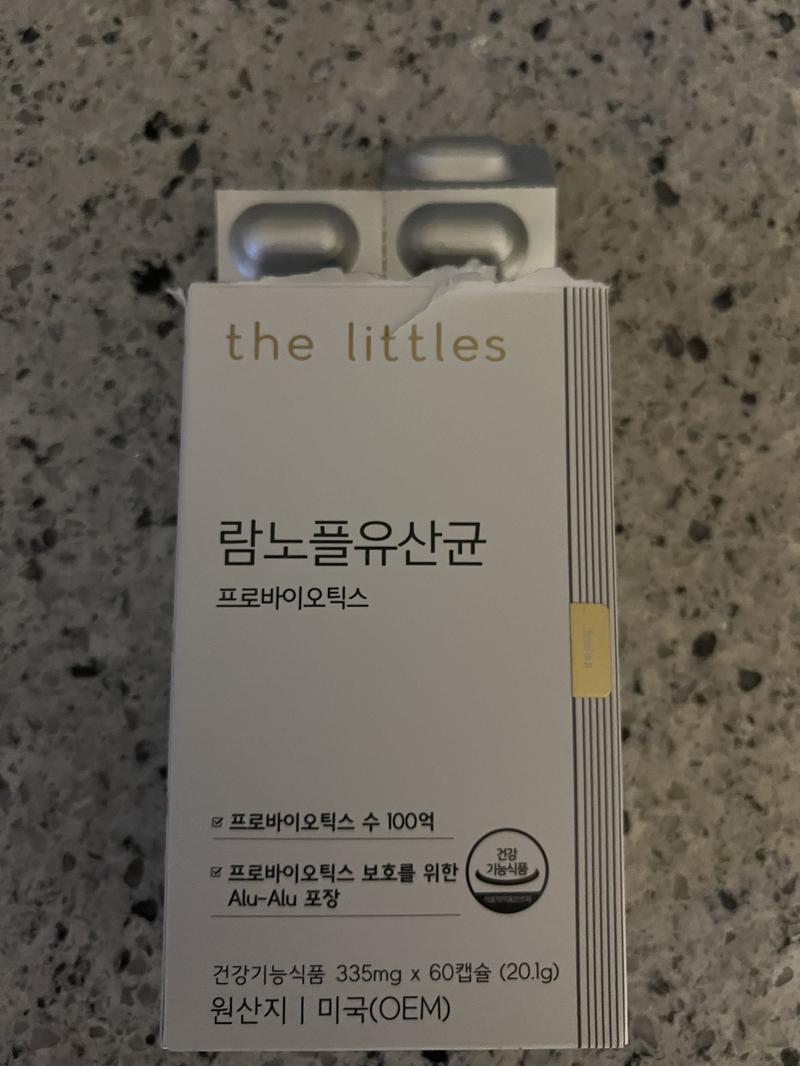 the littles
람노플유산균
프로바이오틱스
프로바이오틱스 수 100억
프로바이오틱스 보호를 위한
Alu-Alu 포장
건강
기능식품
건강기능식품 335mg x 60캡슐 (20.1g)
원산지 | 미국(OEM)